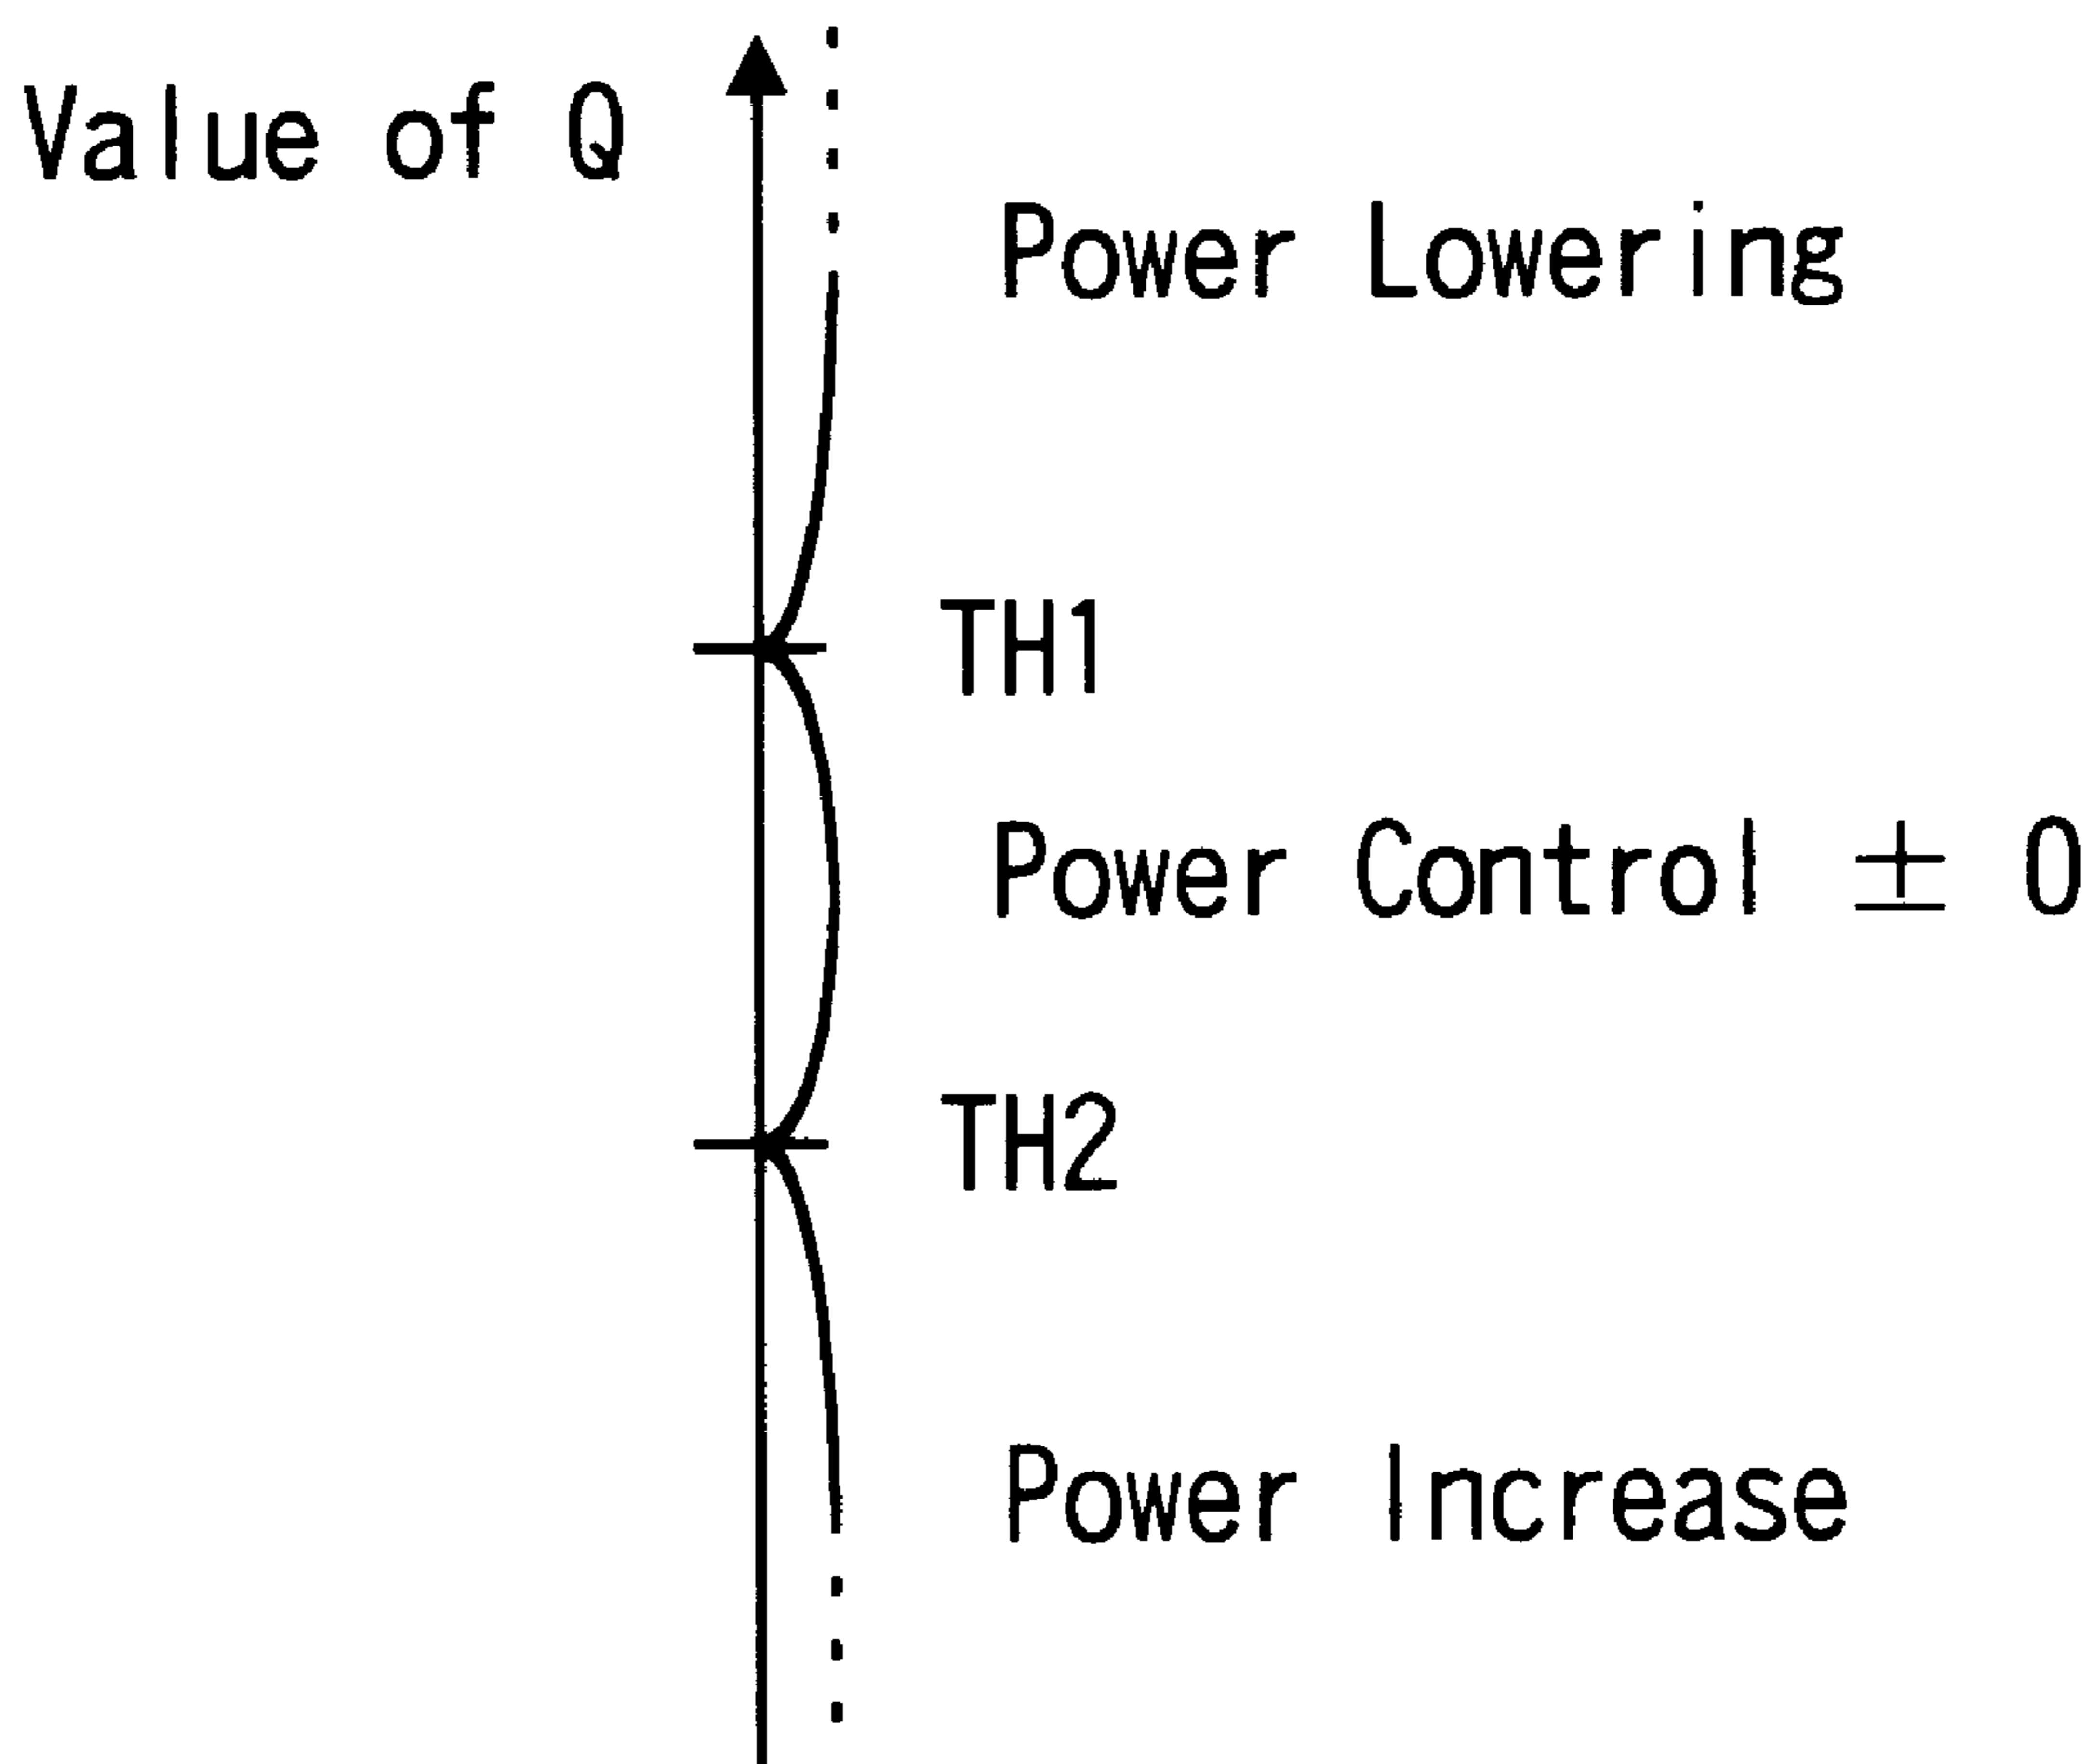 Value of Q
Power Lowering
TH1
Power Control ± 0
TH2
Power Increase